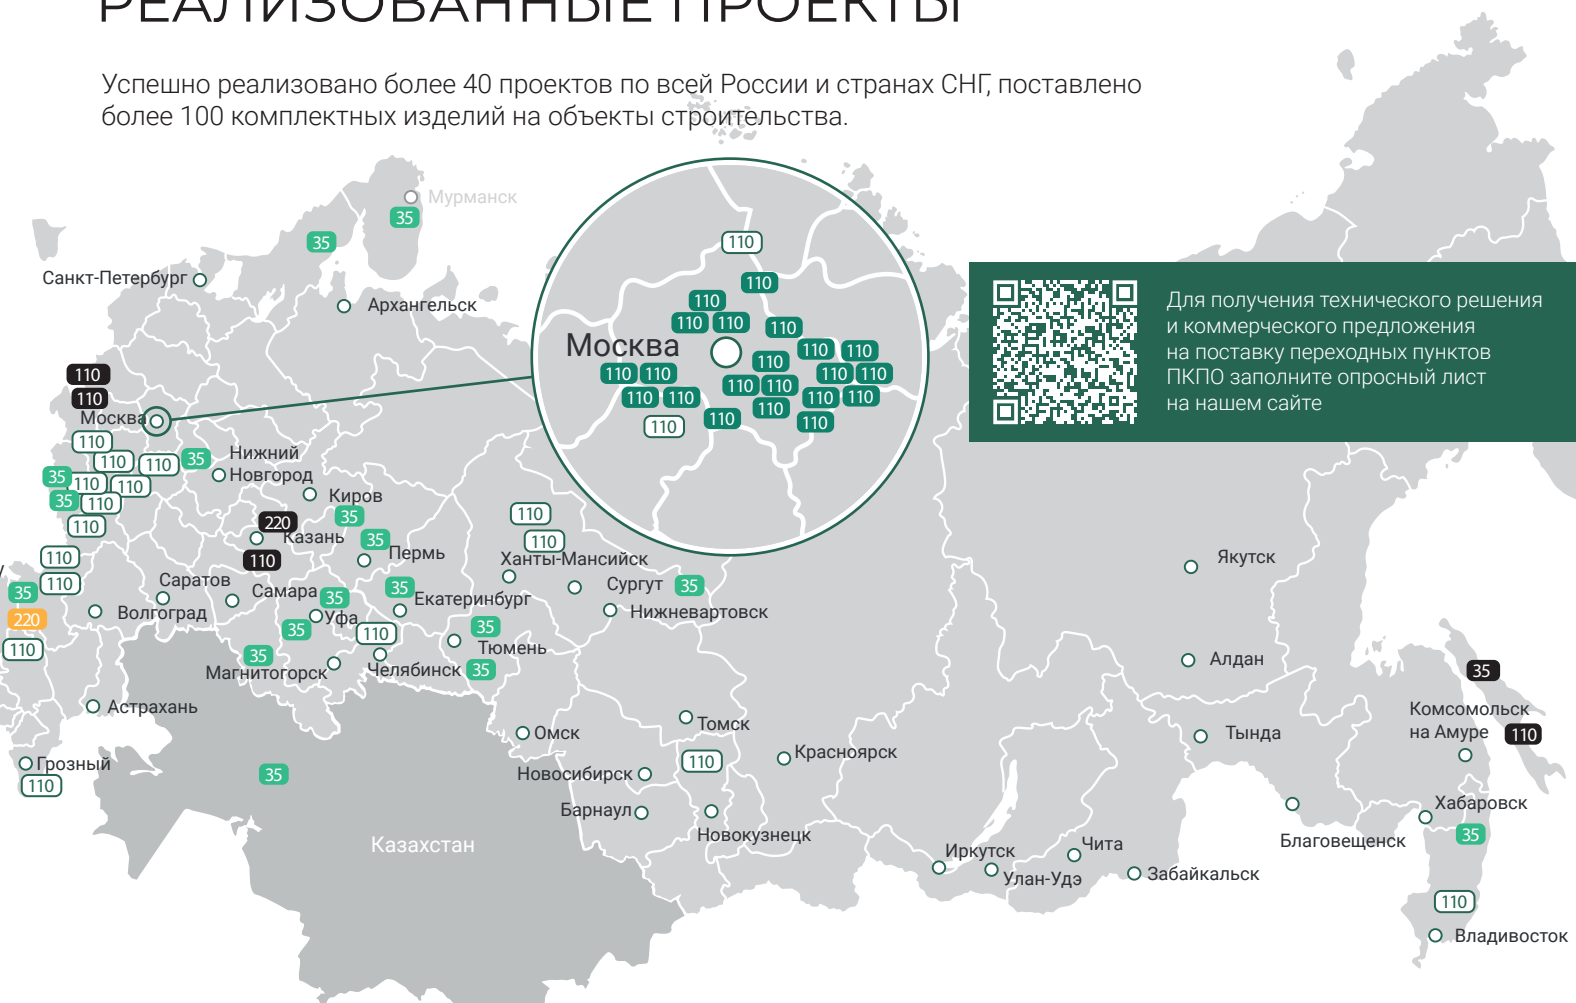 РЕАЛИЗОВАННЫЕ ПРОЕКТЫ
Успешно реализовано более 40 проектов по всей России и странах СНГ, поставлено
более 100 комплектных изделий на объекты строительства.
Мурманск
35
35
Санкт-Петербург
Архангельск
110
110
110
110 110 110
Москва
110 110
110
110 110
110 110
110 110
110 110
110 110
110 110
110
110
110
110
Для получения технического решения
и коммерческого предложения
на поставку переходных пунктов
ПКПО заполните опросный лист
на нашем сайте
110
110
Москва
110
110 110 35
Нижний
Новгород
35 110 110
35 110
110
Киров
35
220
Казань
110
35
Пермь
110
110
Ханты-Мансийск
Сургут 35
Нижневартовск
110
110
35
220
110
Саратов
Волгоград
Самара 35
Уфа
35
35
Екатеринбург
110
35
Тюмень
35
Магнитогорск
Челябинск 35
Астрахань
Грозный
110
35
Казахстан
Омск
Томск
110
Красноярск
Новосибирск
Барнаул
Новокузнецк
Якутск
Алдан
Тында
35
Комсомольск
на Амуре 110
Хабаровск
35
Благовещенск
Иркутск
Чита
Улан-Удэ
Забайкальск
110
Владивосток